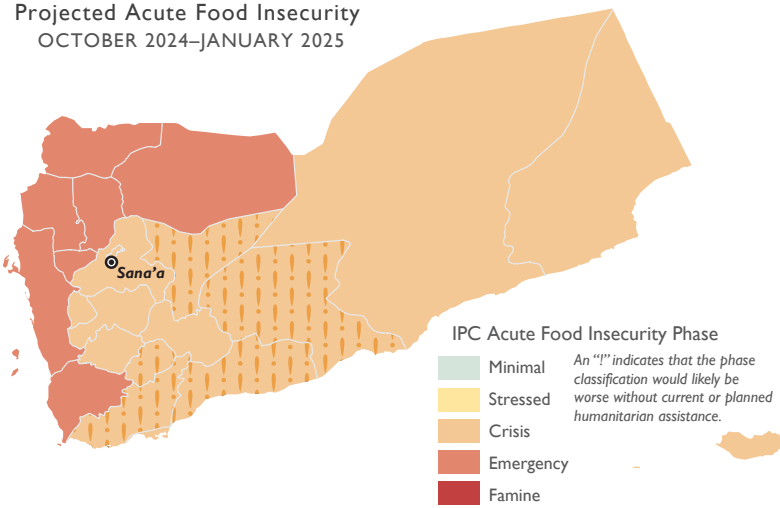 Projected Acute Food Insecurity
OCTOBER 2024–JANUARY 2025
Sana’a
IPC Acute Food Insecurity Phase
Minimal
Stressed
Crisis
Emergency
Famine
An “!” indicates that the phase
classification would likely be
worse without current or planned
humanitarian assistance.